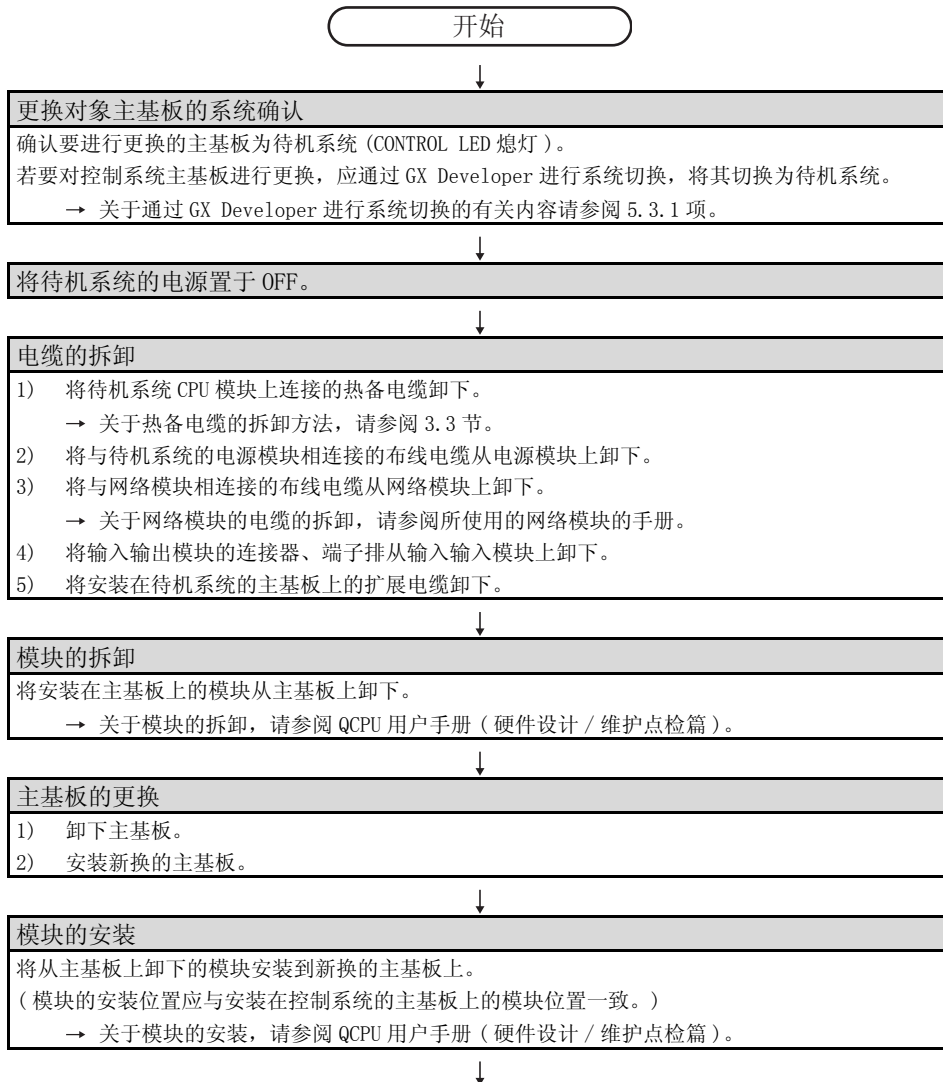 开始
↓
更换对象主基板的系统确认
确认要进行更换的主基板为待机系统 (CONTROL LED 熄灯 )。
若要对控制系统主基板进行更换，应通过 GX Developer 进行系统切换，将其切换为待机系统。
→ 关于通过 GX Developer 进行系统切换的有关内容请参阅 5.3.1 项。
↓
将待机系统的电源置于 OFF。
↓
电缆的拆卸
1) 将待机系统 CPU 模块上连接的热备电缆卸下。
→ 关于热备电缆的拆卸方法，请参阅 3.3 节。
2) 将与待机系统的电源模块相连接的布线电缆从电源模块上卸下。
3) 将与网络模块相连接的布线电缆从网络模块上卸下。
→ 关于网络模块的电缆的拆卸，请参阅所使用的网络模块的手册。
4) 将输入输出模块的连接器、端子排从输入输入模块上卸下。
5) 将安装在待机系统的主基板上的扩展电缆卸下。
↓
模块的拆卸
将安装在主基板上的模块从主基板上卸下。
→ 关于模块的拆卸，请参阅 QCPU 用户手册 ( 硬件设计 / 维护点检篇 )。
↓
主基板的更换
1) 卸下主基板。
2) 安装新换的主基板。
↓
模块的安装
将从主基板上卸下的模块安装到新换的主基板上。
( 模块的安装位置应与安装在控制系统的主基板上的模块位置一致。)
→ 关于模块的安装，请参阅 QCPU 用户手册 ( 硬件设计 / 维护点检篇 )。
↓